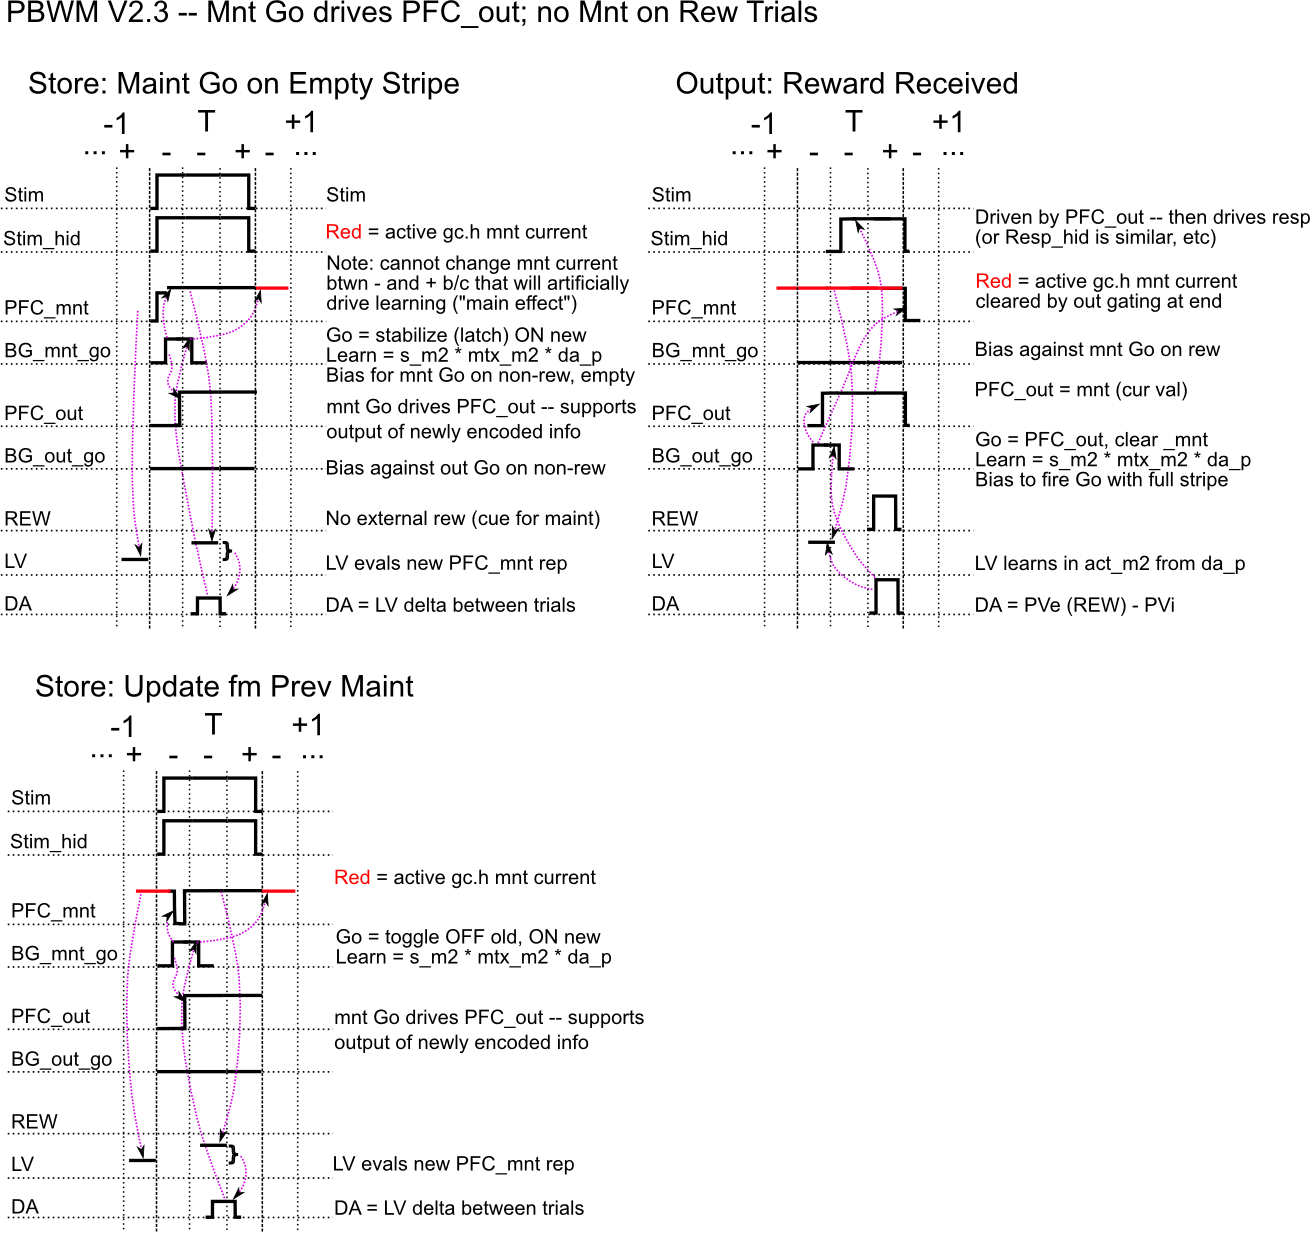 PBWM V2.3 -- Mnt Go drives PFC_out; no Mnt on Rew Trials
Store: Maint Go on Empty Stripe
-1 T +1
... + - - + - ...
Stim
Stim
Stim_hid
Red = active gc.h mnt current
Note: cannot change mnt current
btwn - and + b/c that will artificially
drive learning ("main effect")
PFC_mnt
BG_mnt_go
Go = stabilize (latch) ON new
Learn = s_m2 * mtx_m2 * da_p
Bias for mnt Go on non-rew, empty
PFC_out
mnt Go drives PFC_out -- supports
output of newly encoded info
BG_out_go
Bias against out Go on non-rew
REW
No external rew (cue for maint)
LV
}
LV evals new PFC_mnt rep
DA
DA = LV delta between trials
Output: Reward Received
-1 T +1
... + - - + - ...
Stim
Stim_hid
Driven by PFC_out -- then drives resp
(or Resp_hid is similar, etc)
PFC_mnt
Red = active gc.h mnt current
cleared by out gating at end
BG_mnt_go
Bias against mnt Go on rew
PFC_out
PFC_out = mnt (cur val)
BG_out_go
Go = PFC_out, clear _mnt
Learn = s_m2 * mtx_m2 * da_p
Bias to fire Go with full stripe
REW
LV
LV learns in act_m2 from da_p
DA
DA = PVe (REW) - PVi
Store: Update fm Prev Maint
-1 T +1
... + - - + - ...
Stim
Stim_hid
Red = active gc.h mnt current
PFC_mnt
BG_mnt_go
Go = toggle OFF old, ON new
Learn = s_m2 * mtx_m2 * da_p
PFC_out
mnt Go drives PFC_out -- supports
output of newly encoded info
BG_out_go
REW
LV
}
LV evals new PFC_mnt rep
DA
DA = LV delta between trials